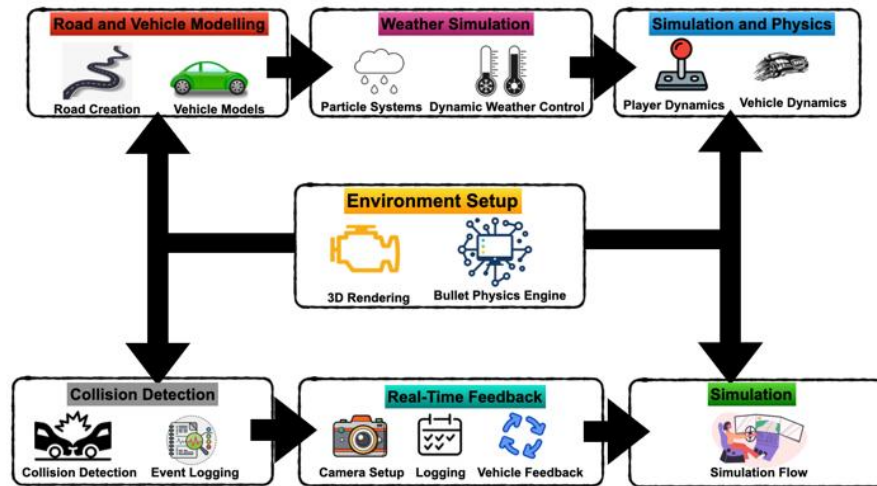 Road and Vehicle Modelling
Road Creation
Vehicle Models
Weather Simulation
Particle Systems
Dynamic Weather Control
Simulation and Physics
Player Dynamics
Vehicle Dynamics
Environment Setup
3D Rendering
Bullet Physics Engine
Collision Detection
Collision Detection
Event Logging
Real-Time Feedback
Camera Setup
Logging
Vehicle Feedback
Simulation
Simulation Flow